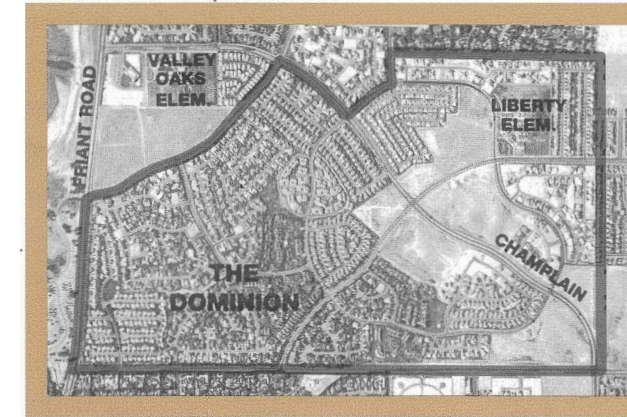 VALLEY
OAKS
ELEM.
FRIANT ROAD
LIBERTY
ELEM.
CHAMPLAIN
THE
DOMINION